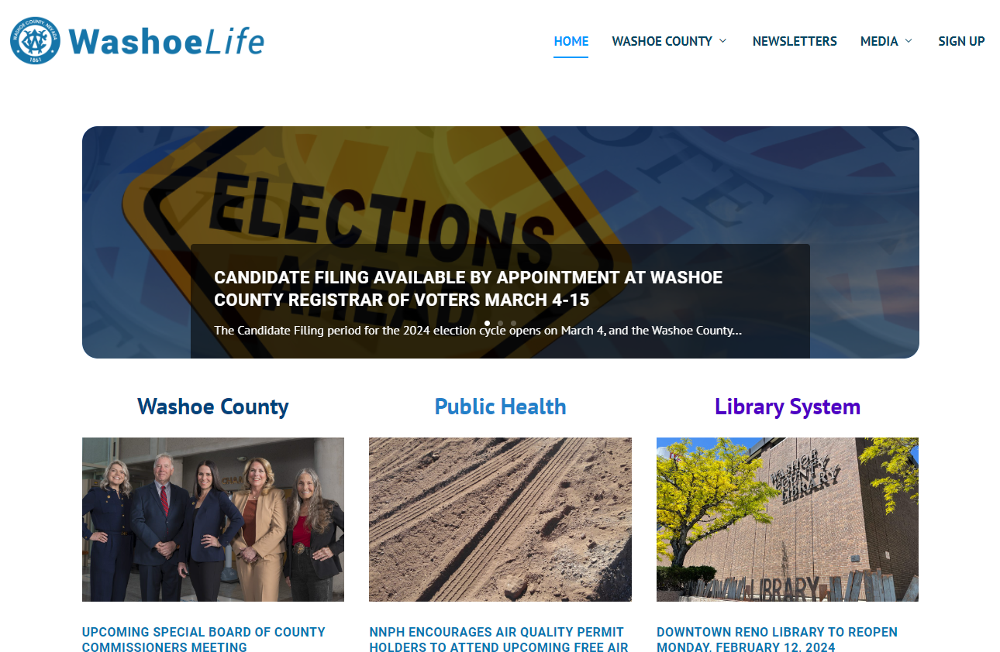 WASHOE COUNTY, NEVADA
1861
WashoeLife
HOME
WASHOE COUNTY
NEWSLETTERS
MEDIA
SIGN UP
VOTE
ELECTIONS
AHEAD
CANDIDATE FILING AVAILABLE BY APPOINTMENT AT WASHOE
COUNTY REGISTRAR OF VOTERS MARCH 4-15
The Candidate Filing period for the 2024 election cycle opens on March 4, and the Washoe County...
Washoe County
Public Health
Library System
WASHOE
COUNTY
LIBRARY
LIBRARY
UPCOMING SPECIAL BOARD OF COUNTY
COMMISSIONERS MEETING
NNPH ENCOURAGES AIR QUALITY PERMIT
HOLDERS TO ATTEND UPCOMING FREE AIR
DOWNTOWN RENO LIBRARY TO REOPEN
MONDAY, FEBRUARY 12, 2024